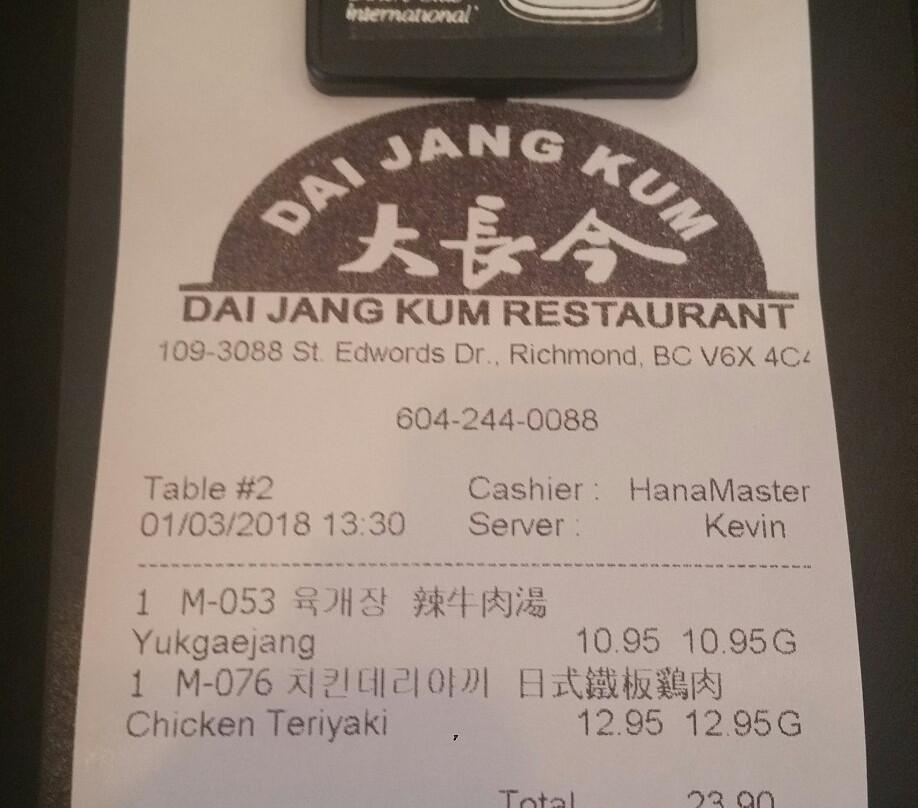 International
DAI JANG KUM
大長今
DAI JANG KUM RESTAURANT
109-3088 St. Edwords Dr., Richmond, BC V6X 4C4
604-244-0088
Table #2 Cashier : HanaMaster
01/03/2018 13:30 Server : Kevin
1 M-053 육개장 辣牛肉湯
Yukgaejang 10.95 10.95G
1 M-076 치킨데리야끼 日式鐵板鷄肉
Chicken Teriyaki 12.95 12.95G
Total 23.90